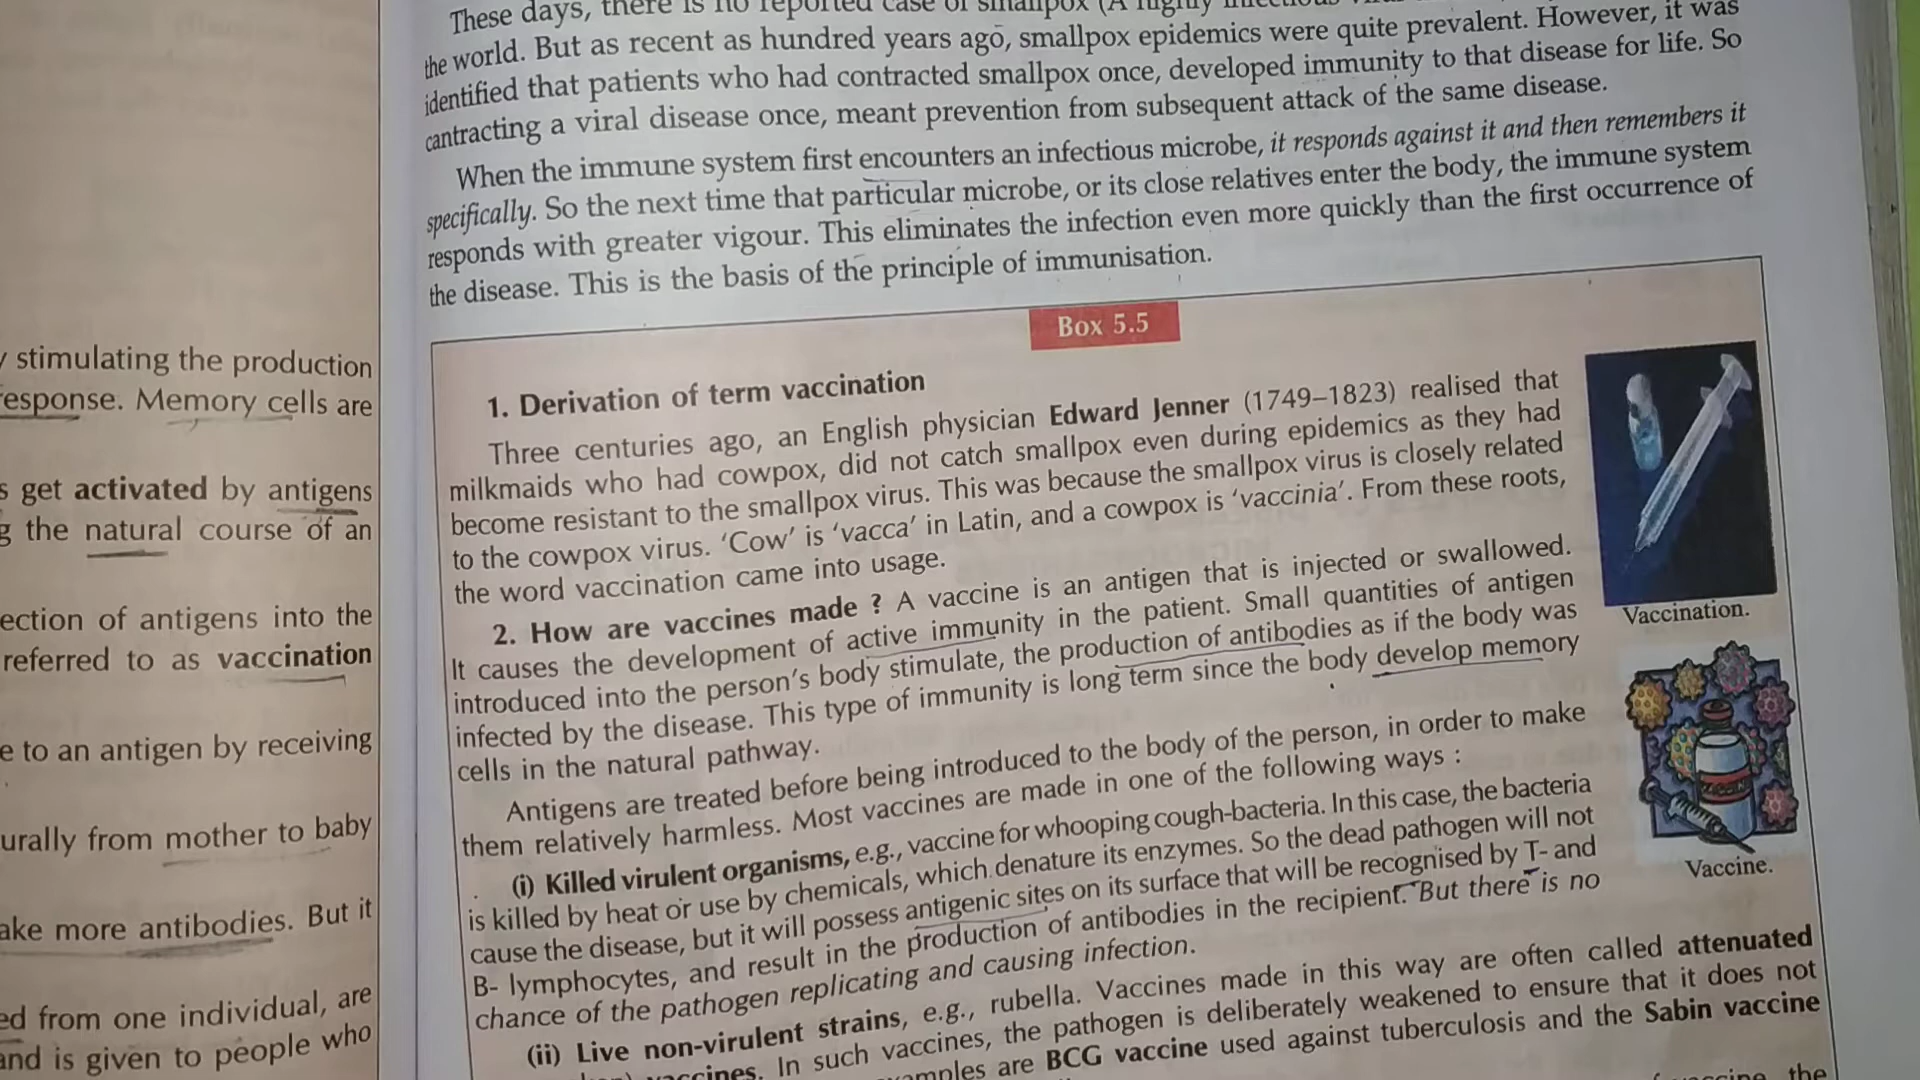 y stimulating the production
response. Memory cells are
s get activated by antigens
g the natural course of an
ection of antigens into the
referred to as vaccination
e to an antigen by receiving
urally from mother to baby
ake more antibodies. But it
ed from one individual, are
and is given to people who
These days, there is no reported case of smallpox (A highly
the world. But as recent as hundred years ago, smallpox epidemics were quite prevalent. However, it was
identified that patients who had contracted smallpox once, developed immunity to that disease for life. So
cantracting a viral disease once, meant prevention from subsequent attack of the same disease.
When the immune system first encounters an infectious microbe, it responds against it and then remembers it
specifically. So the next time that particular microbe, or its close relatives enter the body, the immune system
responds with greater vigour. This eliminates the infection even more quickly than the first occurrence of
the disease. This is the basis of the principle of immunisation.
Box 5.5
1. Derivation of term vaccination
Three centuries ago, an English physician Edward Jenner (1749–1823) realised that
milkmaids who had cowpox, did not catch smallpox even during epidemics as they had
become resistant to the smallpox virus. This was because the smallpox virus is closely related
to the cowpox virus. 'Cow' is 'vacca' in Latin, and a cowpox is 'vaccinia'. From these roots,
the word vaccination came into usage.
2. How are vaccines made ? A vaccine is an antigen that is injected or swallowed.
It causes the development of active immunity in the patient. Small quantities of antigen
introduced into the person's body stimulate, the production of antibodies as if the body was
infected by the disease. This type of immunity is long term since the body develop memory
cells in the natural pathway.
Antigens are treated before being introduced to the body of the person, in order to make
them relatively harmless. Most vaccines are made in one of the following ways :
(i) Killed virulent organisms, e.g., vaccine for whooping cough-bacteria. In this case, the bacteria
is killed by heat or use by chemicals, which denature its enzymes. So the dead pathogen will not
cause the disease, but it will possess antigenic sites on its surface that will be recognised by T- and
B- lymphocytes, and result in the production of antibodies in the recipient. But there is no
chance of the pathogen replicating and causing infection.
(ii) Live non-virulent strains, e.g., rubella. Vaccines made in this way are often called attenuated
vaccines. In such vaccines, the pathogen is deliberately weakened to ensure that it does not
are BCG vaccine used against tuberculosis and the Sabin vaccine
the
Vaccination.
Vaccine.